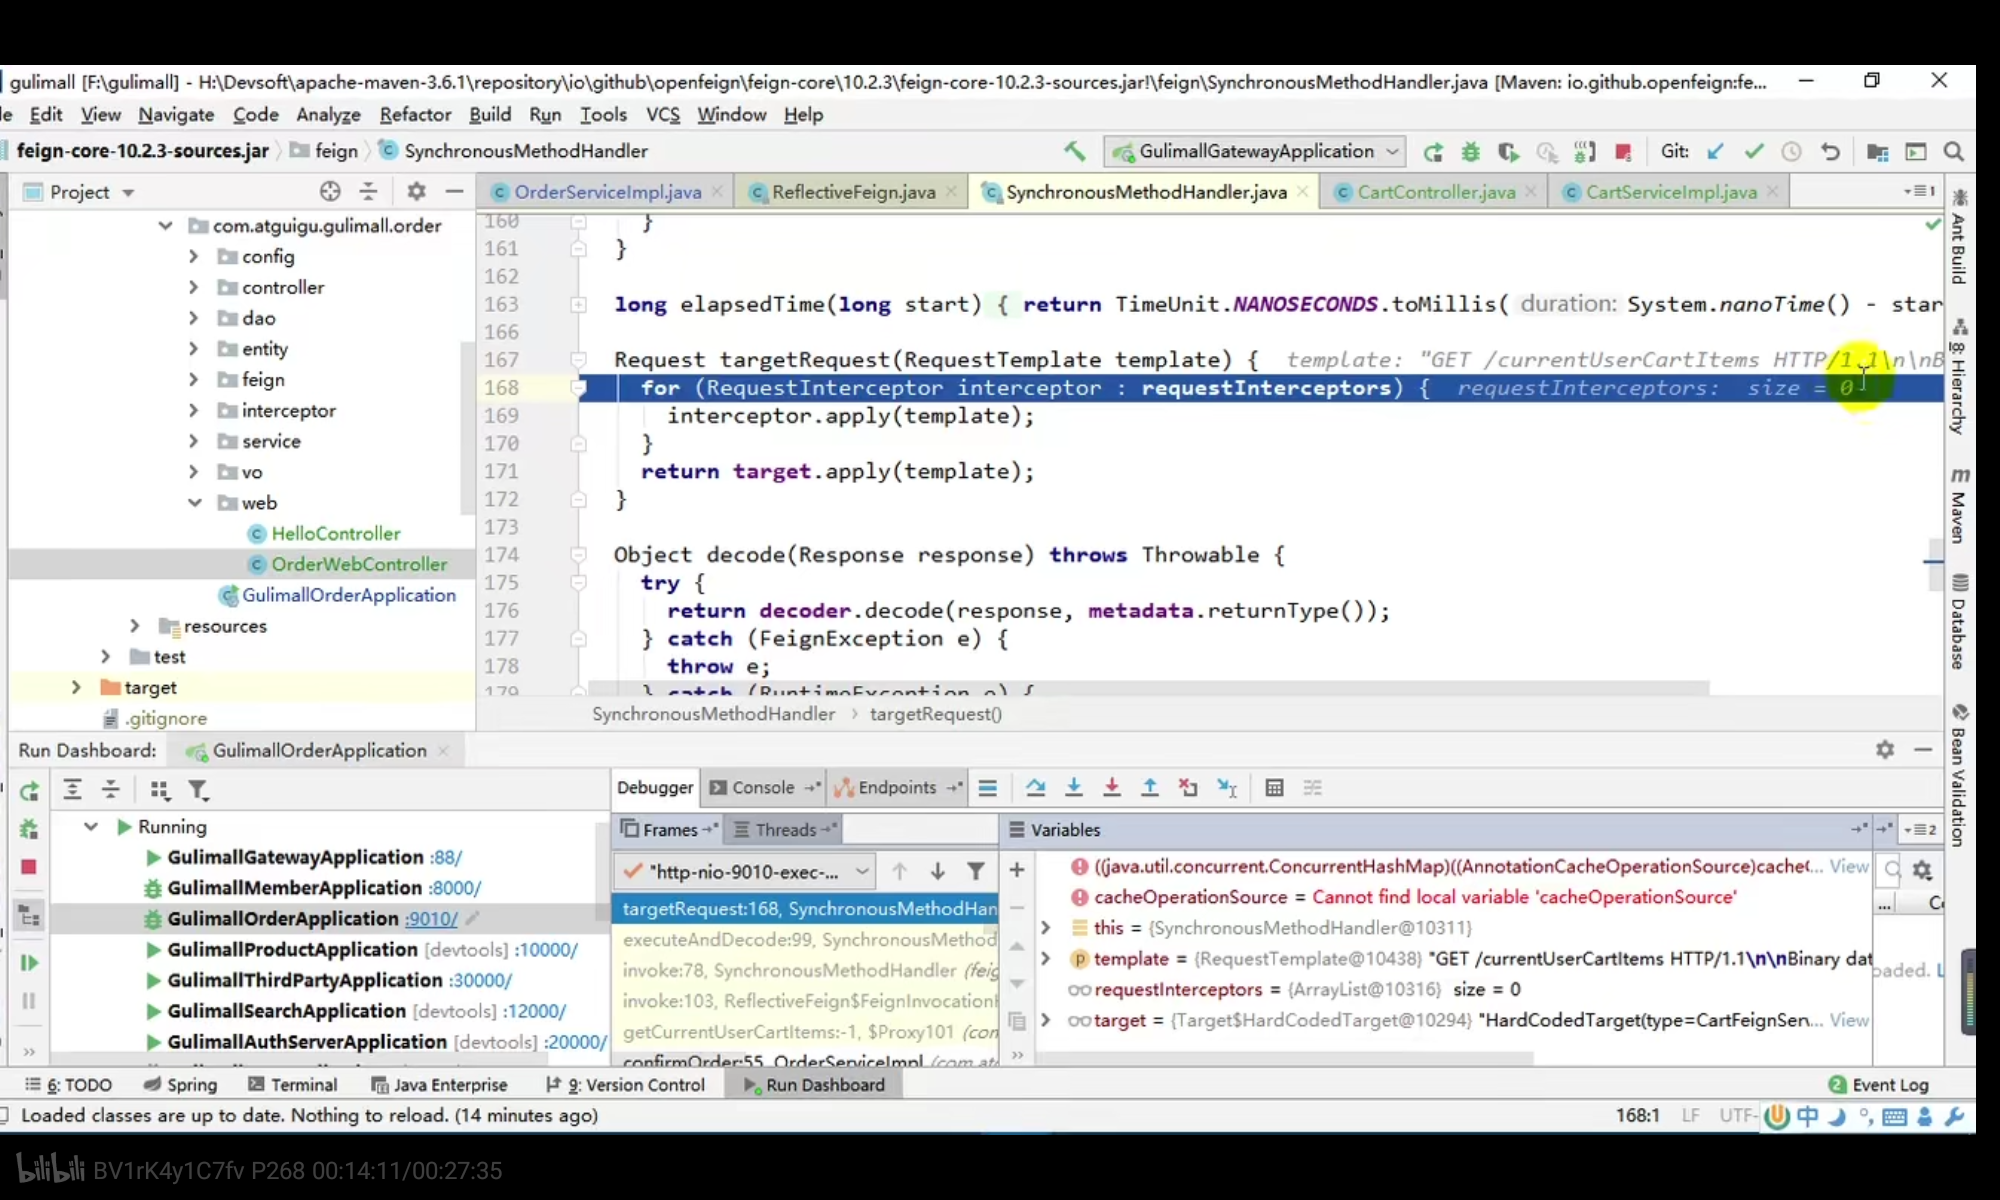 gulimall [F:\gulimall] - H:\Devsoft\apache-maven-3.6.1\repository\io\github\openfeign\feign-core\10.2.3\feign-core-10.2.3-sources.jar!\feign\SynchronousMethodHandler.java [Maven: io.github.openfeign:fe...
le Edit View Navigate Code Analyze Refactor Build Run Tools VCS Window Help
feign-core-10.2.3-sources.jar feign SynchronousMethodHandler GulimallGatewayApplication Git:
Project OrderServiceImpl.java ReflectiveFeign.java SynchronousMethodHandler.java CartController.java CartServiceImpl.java 1
com.atguigu.gulimall.order
config
controller
dao
entity
feign
interceptor
service
vo
web
HelloController
OrderWebController
GulimallOrderApplication
resources
test
target
.gitignore
160 }
161 }
162
163 long elapsedTime(long start) { return TimeUnit.NANOSECONDS.toMillis( duration: System.nanoTime() - star
166
167 Request targetRequest(RequestTemplate template) { template: "GET /currentUserCartItems HTTP/1.1\n\nB
168 for (RequestInterceptor interceptor : requestInterceptors) { requestInterceptors: size = 0
169 interceptor.apply(template);
170 }
171 return target.apply(template);
172 }
173
174 Object decode(Response response) throws Throwable {
175 try {
176 return decoder.decode(response, metadata.returnType());
177 } catch (FeignException e) {
178 throw e;
179 } catch (RuntimeException e) {
SynchronousMethodHandler targetRequest()
Ant Build
8: Hierarchy
Maven
Database
Bean Validation
Run Dashboard: GulimallOrderApplication
Running
GulimallGatewayApplication :88/
GulimallMemberApplication :8000/
GulimallOrderApplication :9010/
GulimallProductApplication [devtools] :10000/
GulimallThirdPartyApplication :30000/
GulimallSearchApplication [devtools] :12000/
GulimallAuthServerApplication [devtools] :20000/
Debugger Console Endpoints
Frames Threads
"http-nio-9010-exec-...
targetRequest:168, SynchronousMethodHan
executeAndDecode:99, SynchronousMethod
invoke:78, SynchronousMethodHandler (feig
invoke:103, ReflectiveFeign$FeignInvocation
getCurrentUserCartItems:-1, $Proxy101 (con
confirmOrder:55, OrderServiceImpl (com.at
Variables 2
((java.util.concurrent.ConcurrentHashMap)((AnnotationCacheOperationSource)cache(... View
cacheOperationSource = Cannot find local variable 'cacheOperationSource'
this = {SynchronousMethodHandler@10311}
template = {RequestTemplate@10438} "GET /currentUserCartItems HTTP/1.1\n\nBinary dat
requestInterceptors = {ArrayList@10316} size = 0
target = {Target$HardCodedTarget@10294} "HardCodedTarget(type=CartFeignSer... View
... C
oaded. L
6: TODO Spring Terminal Java Enterprise 9: Version Control Run Dashboard 2 Event Log
Loaded classes are up to date. Nothing to reload. (14 minutes ago) 168:1 LF UTF- 中
bilibili BV1rK4y1C7fv P268 00:14:11/00:27:35